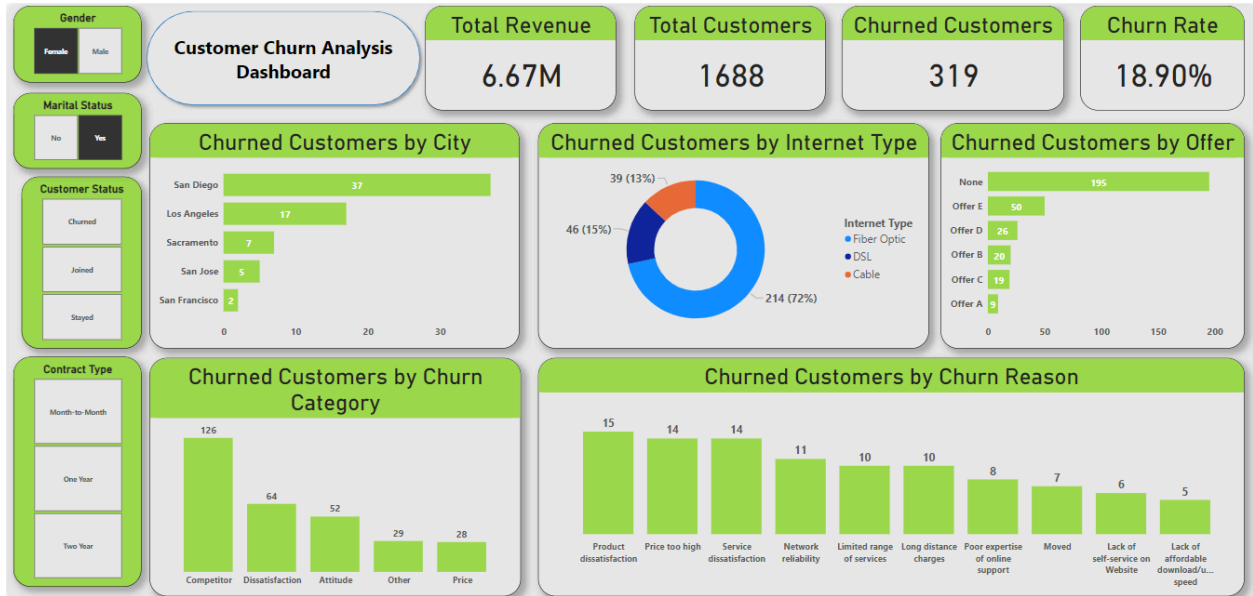 Gender
Female
Male
Customer Churn Analysis
Dashboard
Total Revenue
6.67M
Total Customers
1688
Churned Customers
319
Churn Rate
18.90%
Marital Status
No
Yes
Customer Status
Churned
Joined
Stayed
Contract Type
Month-to-Month
One Year
Two Year
Churned Customers by City
San Diego
37
Los Angeles
17
Sacramento
7
San Jose
5
San Francisco
2
0 10 20 30
Churned Customers by Internet Type
39 (13%)
46 (15%)
214 (72%)
Internet Type
Fiber Optic
DSL
Cable
Churned Customers by Offer
None
195
Offer E
50
Offer D
26
Offer B
20
Offer C
19
Offer A
9
0 50 100 150 200
Churned Customers by Churn
Category
126
64
52
29
28
Competitor
Dissatisfaction
Attitude
Other
Price
Churned Customers by Churn Reason
15
14
14
11
10
10
8
7
6
5
Product
dissatisfaction
Price too high
Service
dissatisfaction
Network
reliability
Limited range
of services
Long distance
charges
Poor expertise
of online
support
Moved
Lack of
self-service on
Website
Lack of
affordable
download/u...
speed